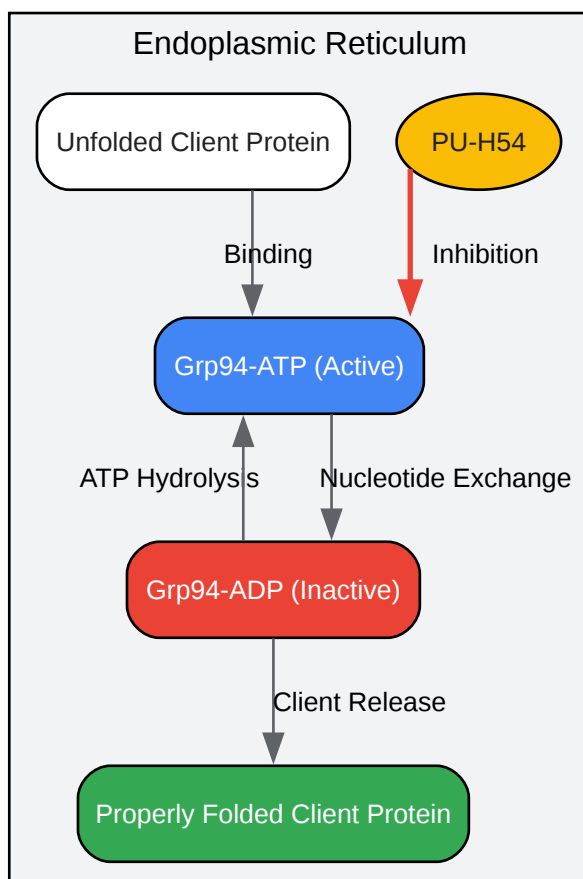 Endoplasmic Reticulum
Unfolded Client Protein
PU-H54
Binding
Inhibition
Grp94-ATP (Active)
ATP Hydrolysis
Nucleotide Exchange
Grp94-ADP (Inactive)
Client Release
Properly Folded Client Protein